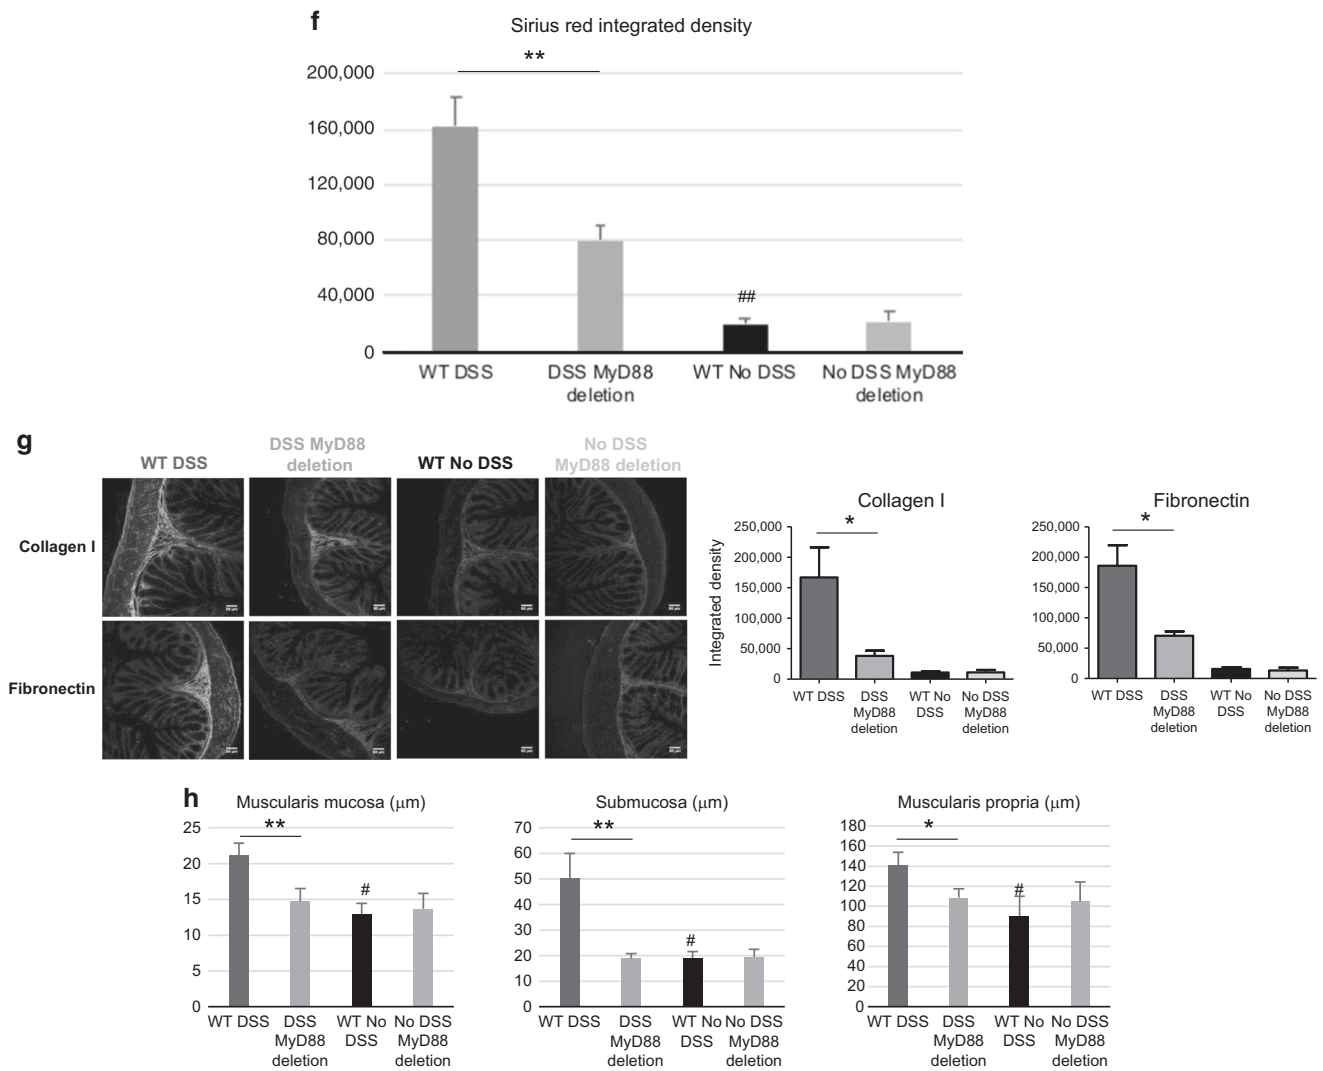 f
Sirius red integrated density
**
200,000
160,000
120,000
80,000
40,000
0
##
WT DSS
DSS MyD88
deletion
WT No DSS
No DSS MyD88
deletion
g
WT DSS
DSS MyD88
deletion
WT No DSS
No DSS
MyD88 deletion
Collagen I
Fibronectin
Collagen I
*
Integrated density
250,000
200,000
150,000
100,000
50,000
0
WT DSS
DSS
MyD88
deletion
WT No
DSS
No DSS
MyD88
deletion
Fibronectin
*
250,000
200,000
150,000
100,000
50,000
0
WT DSS
DSS
MyD88
deletion
WT No
DSS
No DSS
MyD88
deletion
h
Muscularis mucosa (μm)
**
25
20
15
10
5
0
#
WT DSS
DSS
MyD88
deletion
WT No
DSS
No DSS
MyD88
deletion
Submucosa (μm)
**
70
60
50
40
30
20
10
0
#
WT DSS
DSS
MyD88
deletion
WT No
DSS
No DSS
MyD88
deletion
Muscularis propria (μm)
*
180
160
140
120
100
80
60
40
20
0
#
WT DSS
DSS
MyD88
deletion
WT No
DSS
No DSS
MyD88
deletion